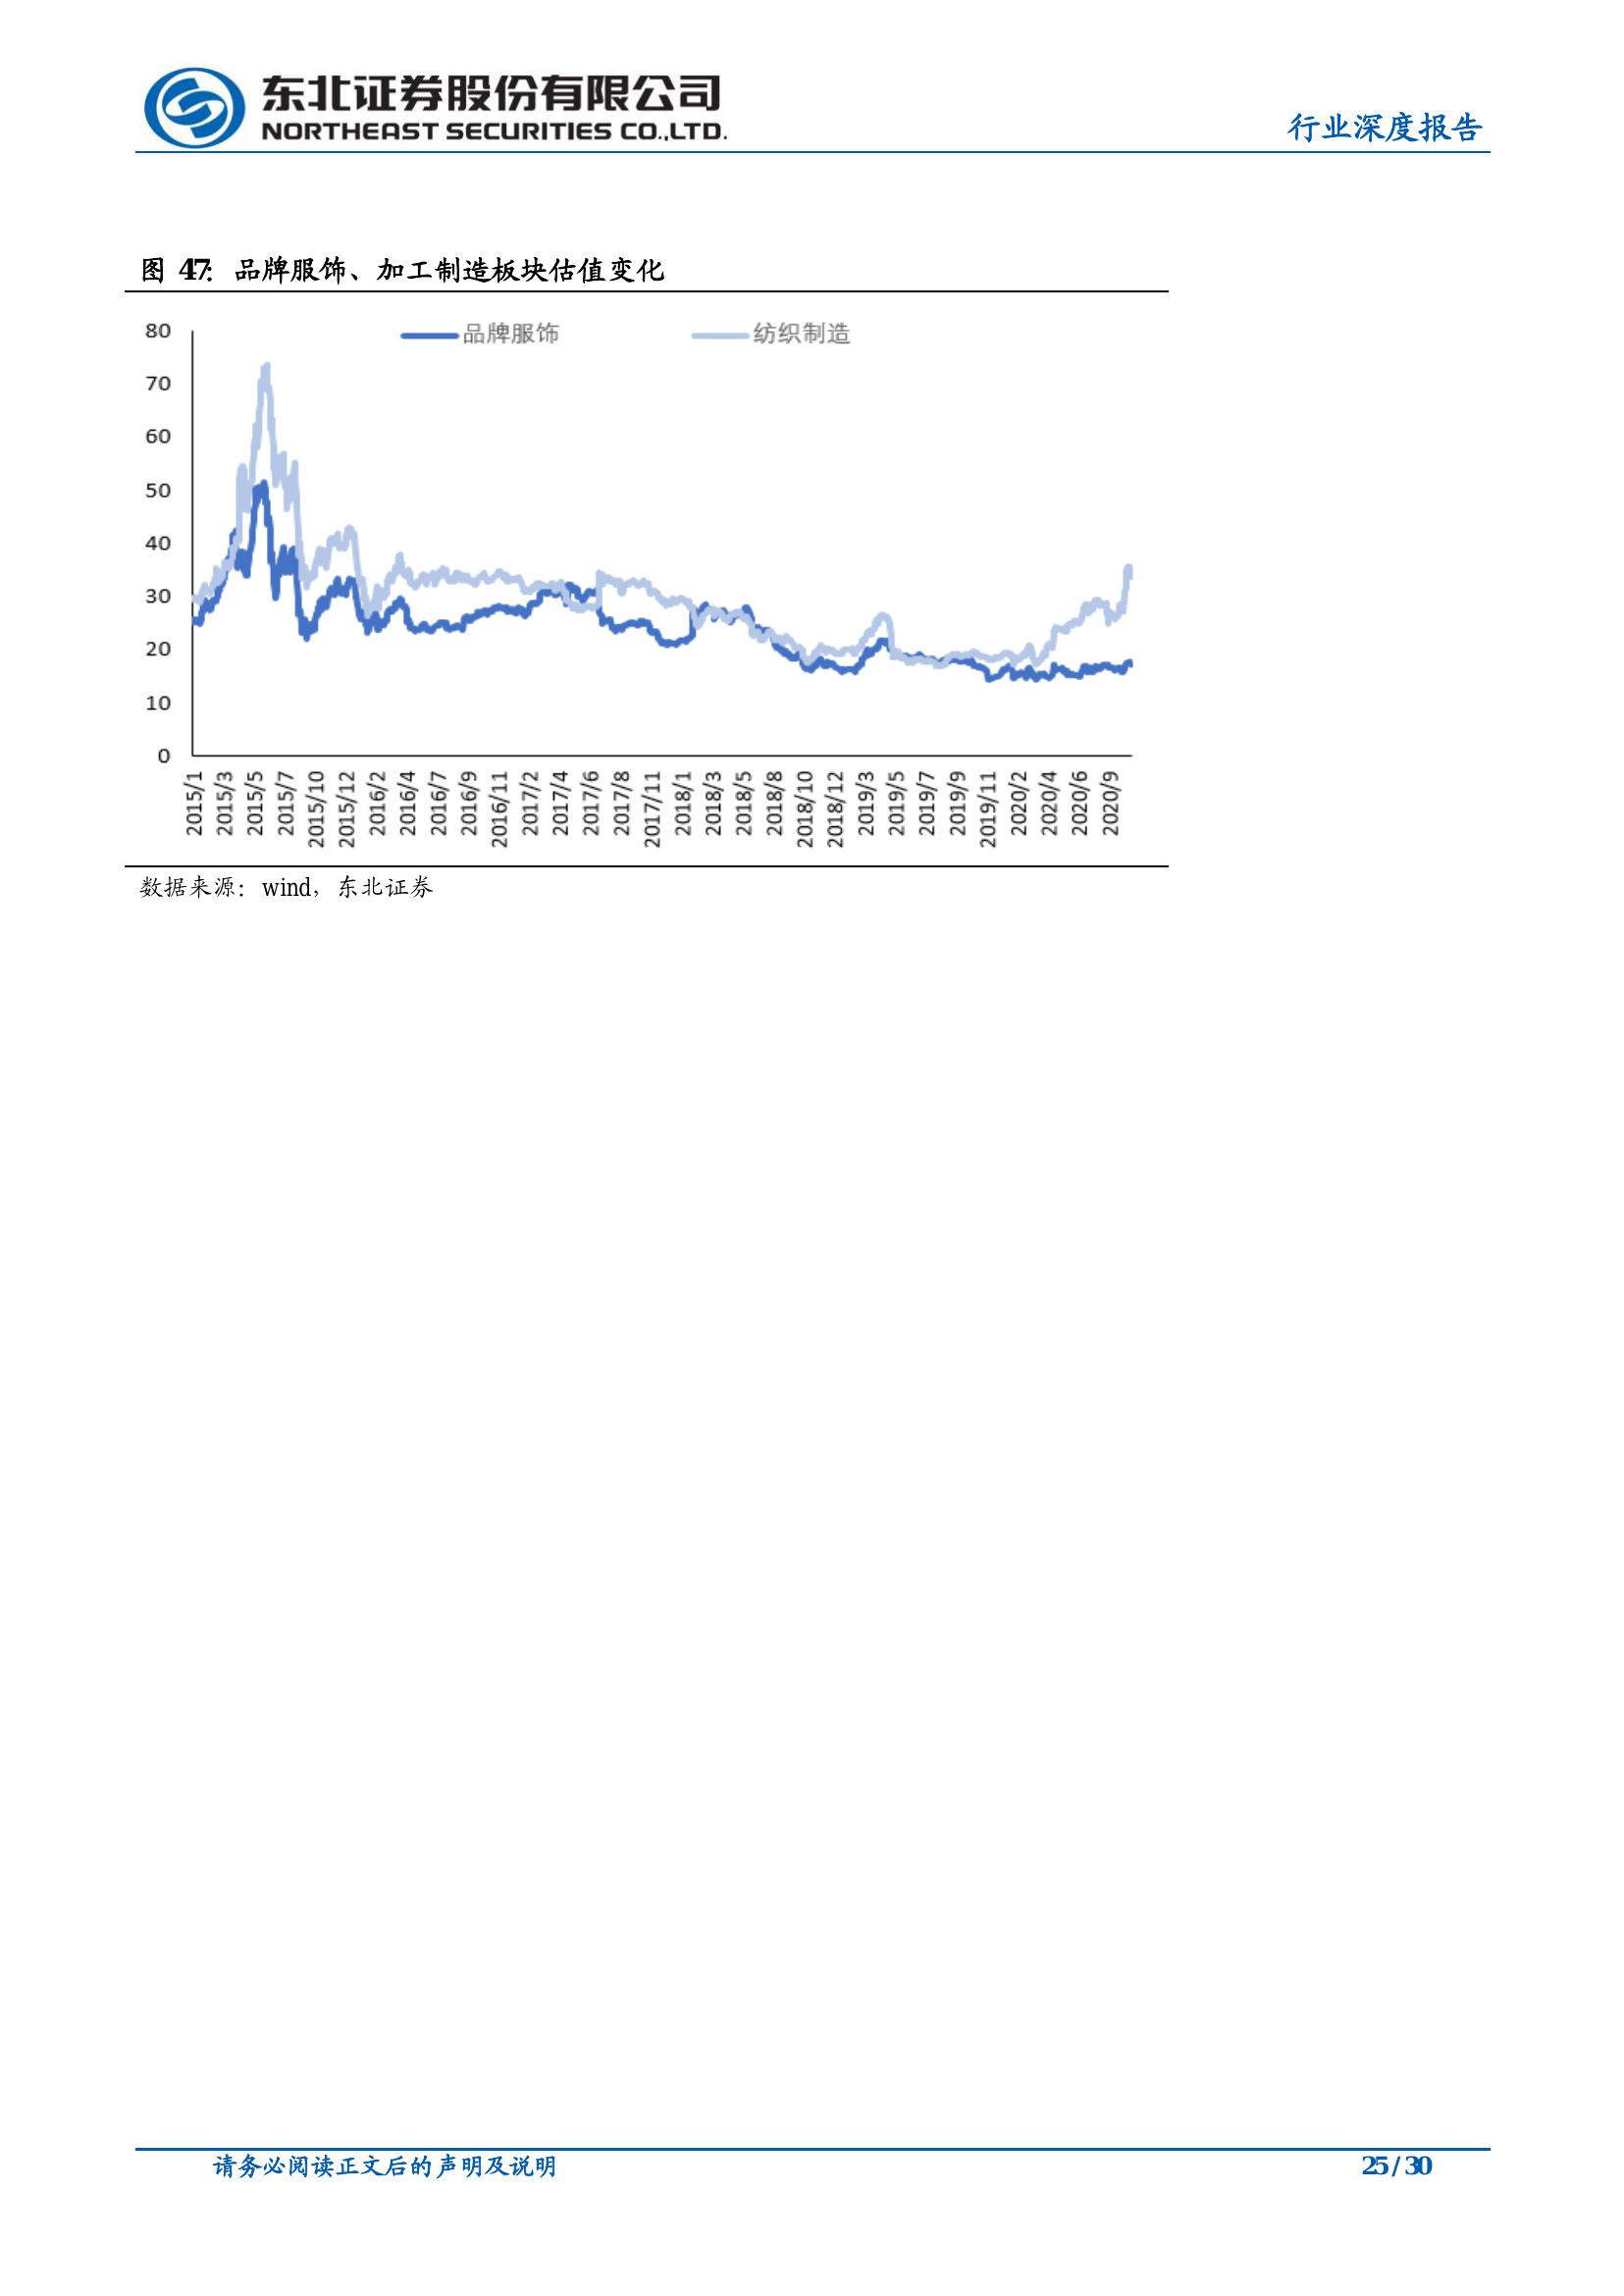 东北证券股份有限公司
NORTHEAST SECURITIES CO.,LTD.
行业深度报告
图 47: 品牌服饰、加工制造板块估值变化
品牌服饰 纺织制造
80
70
60
50
40
30
20
10
0
2015/1 2015/3 2015/5 2015/7 2015/10 2015/12 2016/2 2016/4 2016/7 2016/9 2016/11 2017/2 2017/4 2017/6 2017/8 2017/11 2018/1 2018/3 2018/5 2018/8 2018/10 2018/12 2019/3 2019/5 2019/7 2019/9 2019/11 2020/2 2020/4 2020/6 2020/9
数据来源：wind，东北证券
请务必阅读正文后的声明及说明 25 / 30